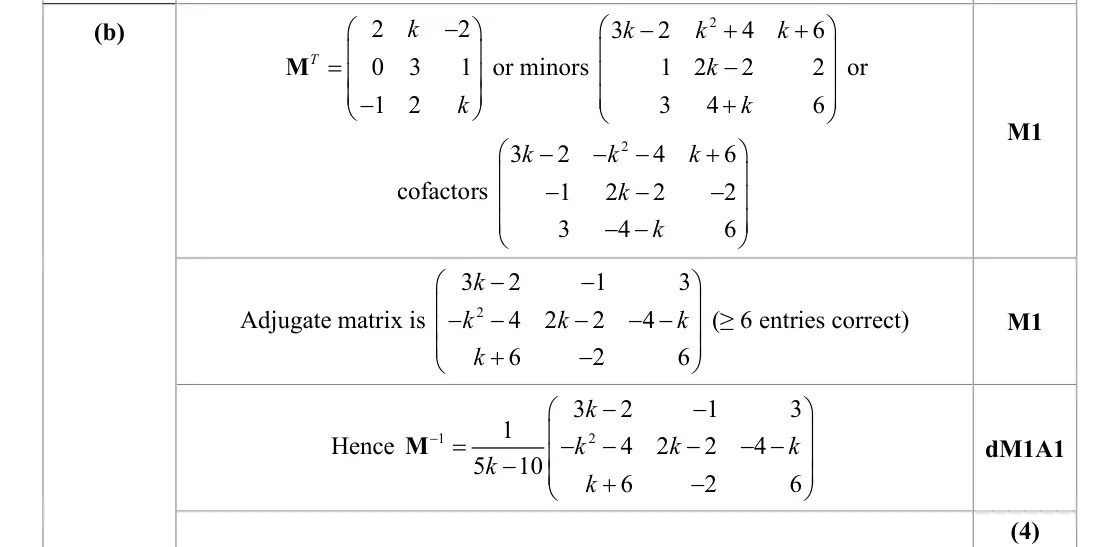 (b)
M^T = ( 2 k −2 ; 0 3 1 ; −1 2 k ) or minors ( 3k − 2 k² + 4 k + 6 ; 1 2k − 2 2 ; 3 4 + k 6 ) or
M1
cofactors ( 3k − 2 −k² − 4 k + 6 ; −1 2k − 2 −2 ; 3 −4 − k 6 )
Adjugate matrix is ( 3k − 2 −1 3 ; −k² − 4 2k − 2 −4 − k ; k + 6 −2 6 ) (≥ 6 entries correct) M1
Hence M⁻¹ = 1/(5k − 10) ( 3k − 2 −1 3 ; −k² − 4 2k − 2 −4 − k ; k + 6 −2 6 ) dM1A1
(4)